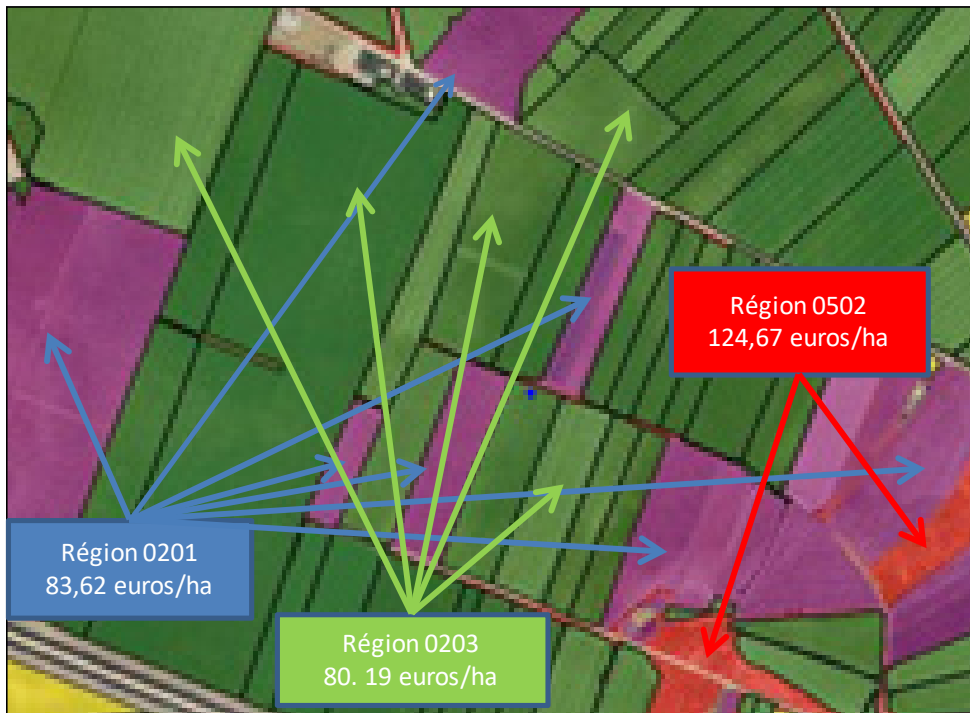 Région 0502
124,67 euros/ha
Région 0201
83,62 euros/ha
Région 0203
80. 19 euros/ha